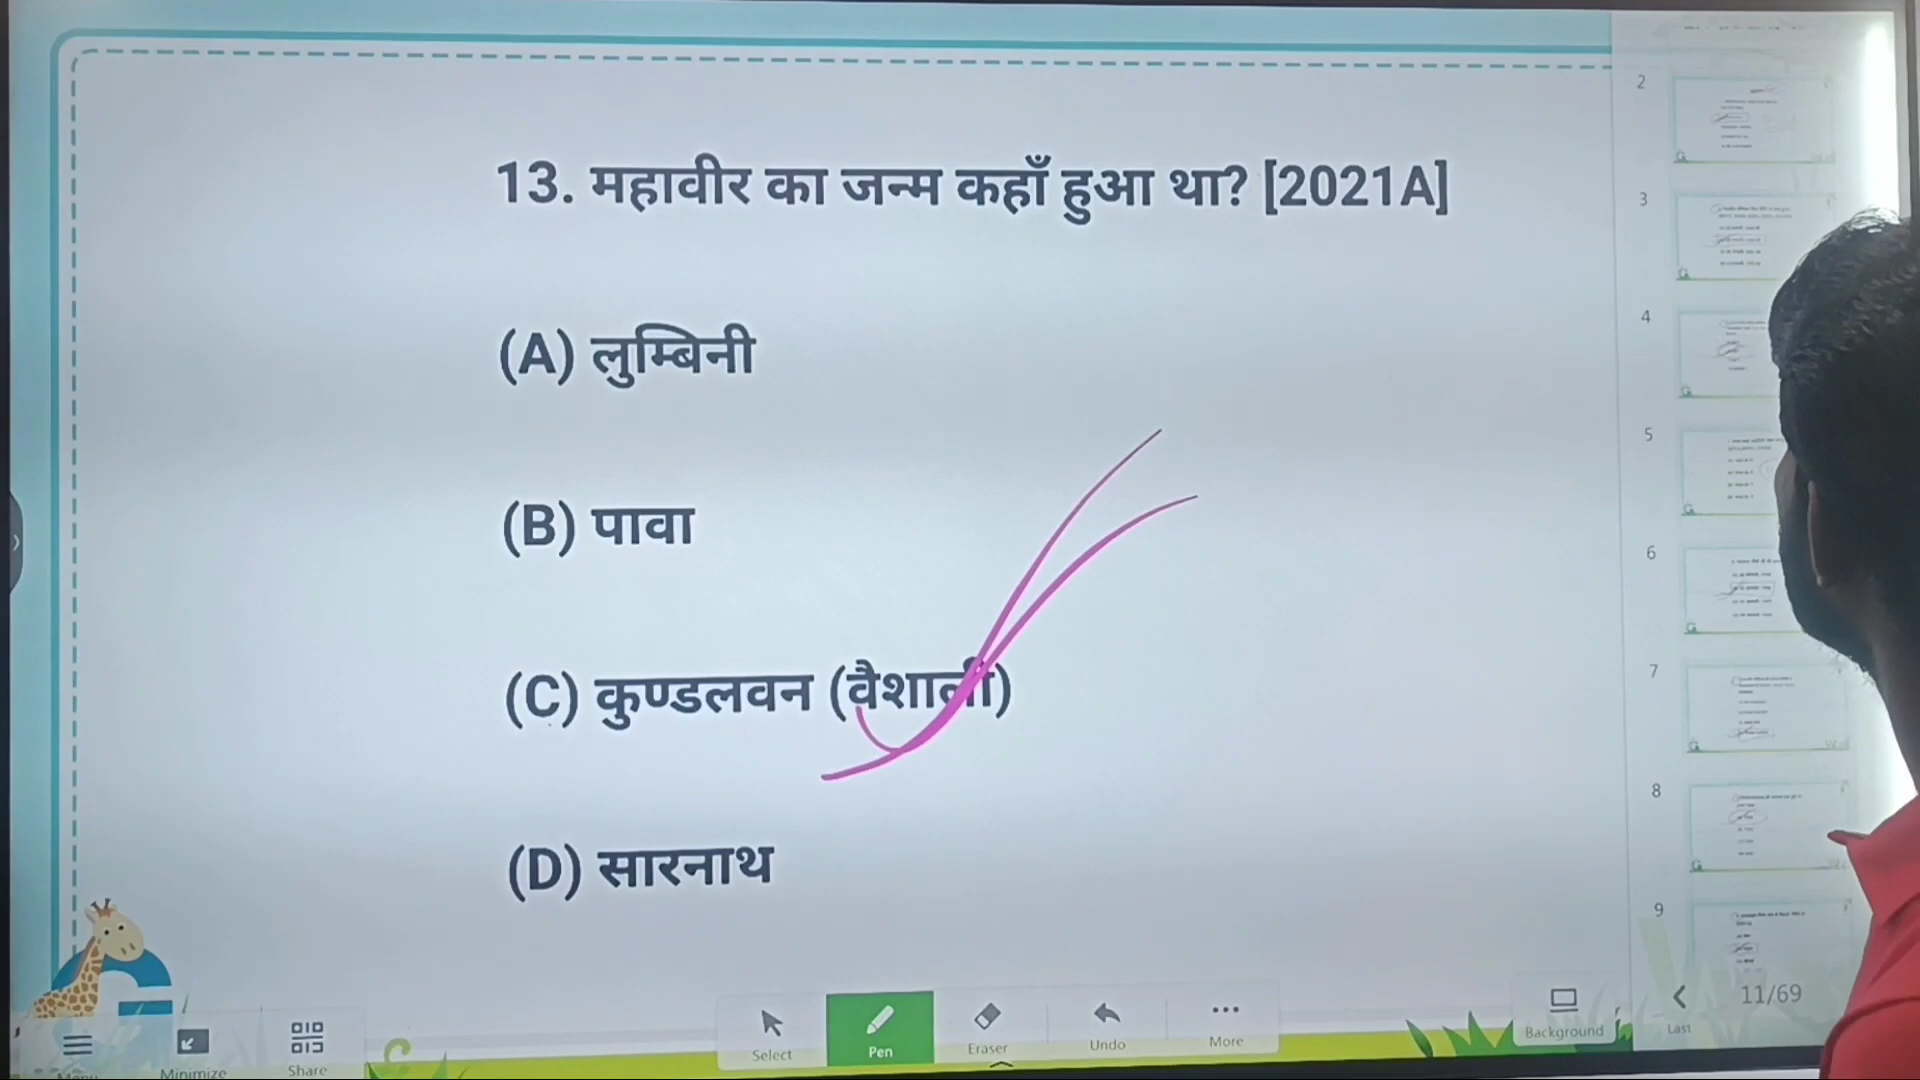 13. महावीर का जन्म कहाँ हुआ था? [2021A]
(A) लुम्बिनी
(B) पावा
(C) कुण्डलवन (वैशाली)
(D) सारनाथ
2
3
4
5
6
7
8
9
11/69
Last
Background
Minimize
Share
Select
Pen
Eraser
Undo
More